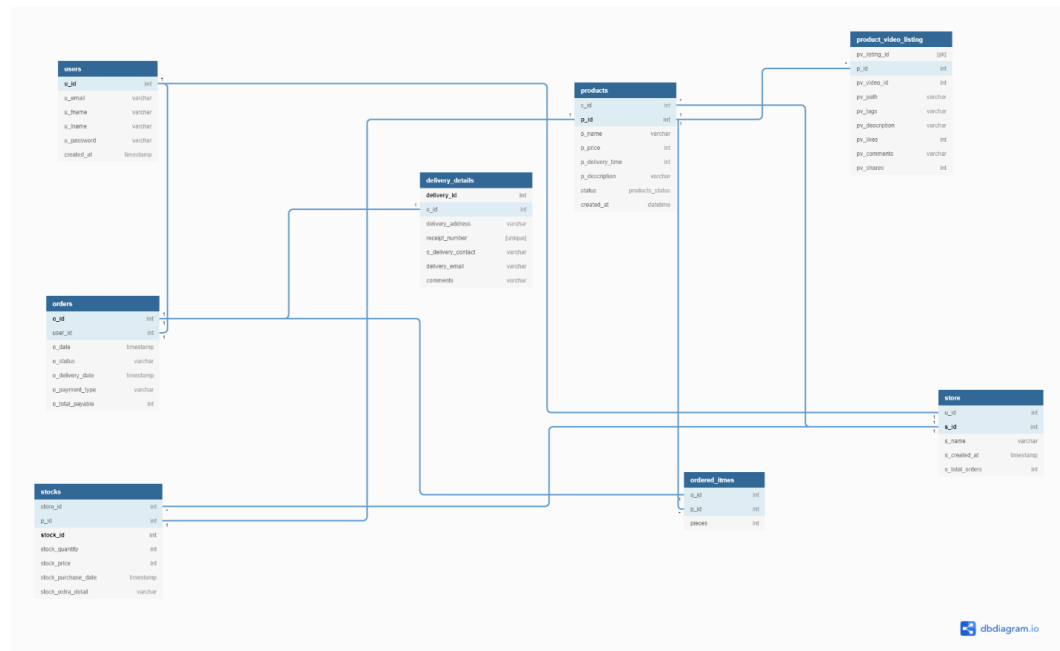 users
u_id int
u_email varchar
u_fname varchar
u_lname varchar
u_password varchar
created_at timestamp
delivery_details
delivery_id int
o_id int
delivery_address varchar
receipt_number [unique]
o_delivery_contact varchar
delivery_email varchar
comments varchar
products
s_id int
p_id int
p_name varchar
p_price int
p_delivery_time int
p_description varchar
status products_status
created_at datetime
product_video_listing
pv_listing_id [pk]
p_id int
pv_video_id int
pv_path varchar
pv_tags varchar
pv_description varchar
pv_likes int
pv_comments varchar
pv_shares int
orders
o_id int
user_id int
o_date timestamp
o_status varchar
o_delivery_date timestamp
o_payment_type varchar
o_total_payable int
stocks
store_id int
p_id int
stock_id int
stock_quantity int
stock_price int
stock_purchase_date timestamp
stock_extra_detail varchar
ordered_itmes
o_id int
p_id int
pieces int
store
u_id int
s_id int
s_name varchar
s_created_at timestamp
s_total_orders int
dbdiagram.io